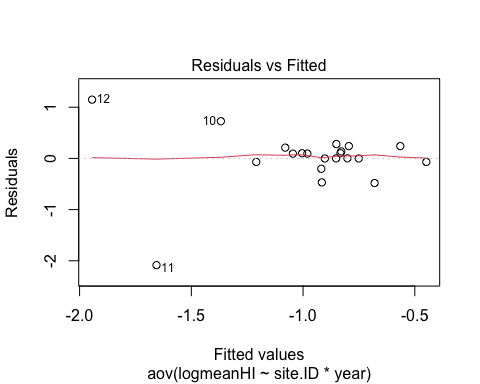 Residuals vs Fitted
Residuals
1
0
-1
-2
12
10
11
-2.0 -1.5 -1.0 -0.5
Fitted values
aov(logmeanHI ~ site.ID * year)